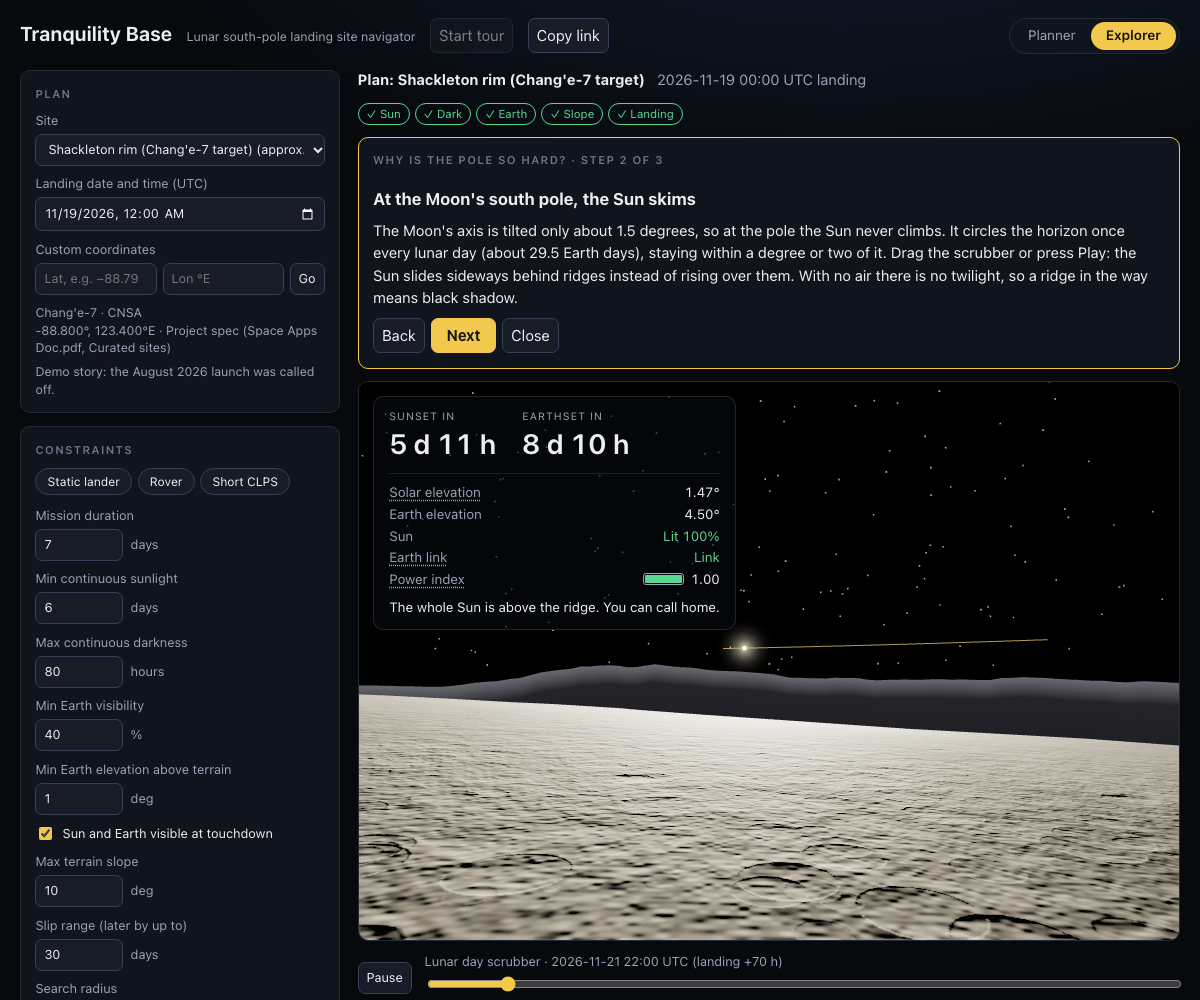 Tranquility Base
Lunar south-pole landing site navigator
Start tour
Copy link
Planner
Explorer
PLAN
Site
Shackleton rim (Chang'e-7 target) (approx.
Landing date and time (UTC)
11/19/2026, 12:00 AM
Custom coordinates
Lat, e.g. −88.79
Lon °E
Go
Chang'e-7 · CNSA
-88.800°, 123.400°E · Project spec (Space Apps
Doc.pdf, Curated sites)
Demo story: the August 2026 launch was called
off.
CONSTRAINTS
Static lander
Rover
Short CLPS
Mission duration
7 days
Min continuous sunlight
6 days
Max continuous darkness
80 hours
Min Earth visibility
40 %
Min Earth elevation above terrain
1 deg
Sun and Earth visible at touchdown
Max terrain slope
10 deg
Slip range (later by up to)
30 days
Search radius
Plan: Shackleton rim (Chang'e-7 target) 2026-11-19 00:00 UTC landing
✓ Sun
✓ Dark
✓ Earth
✓ Slope
✓ Landing
WHY IS THE POLE SO HARD? · STEP 2 OF 3
At the Moon's south pole, the Sun skims
The Moon's axis is tilted only about 1.5 degrees, so at the pole the Sun never climbs. It circles the horizon once
every lunar day (about 29.5 Earth days), staying within a degree or two of it. Drag the scrubber or press Play: the
Sun slides sideways behind ridges instead of rising over them. With no air there is no twilight, so a ridge in the way
means black shadow.
Back
Next
Close
SUNSET IN
5 d 11 h
EARTHSET IN
8 d 10 h
Solar elevation 1.47°
Earth elevation 4.50°
Sun Lit 100%
Earth link Link
Power index 1.00
The whole Sun is above the ridge. You can call home.
Pause
Lunar day scrubber · 2026-11-21 22:00 UTC (landing +70 h)